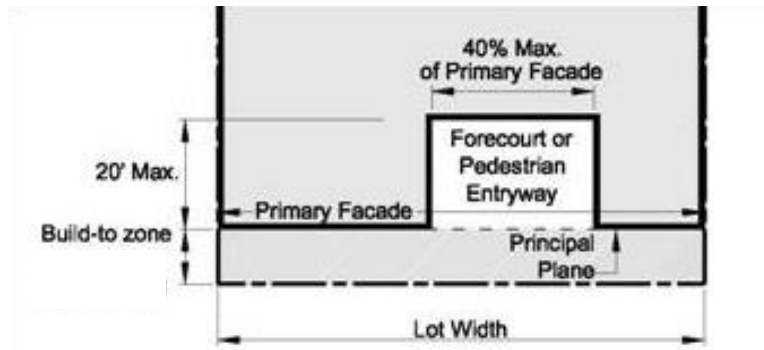 40% Max.
of Primary Facade
Forecourt or
Pedestrian
Entryway
20' Max.
Primary Facade
Build-to zone
Principal
Plane
Lot Width